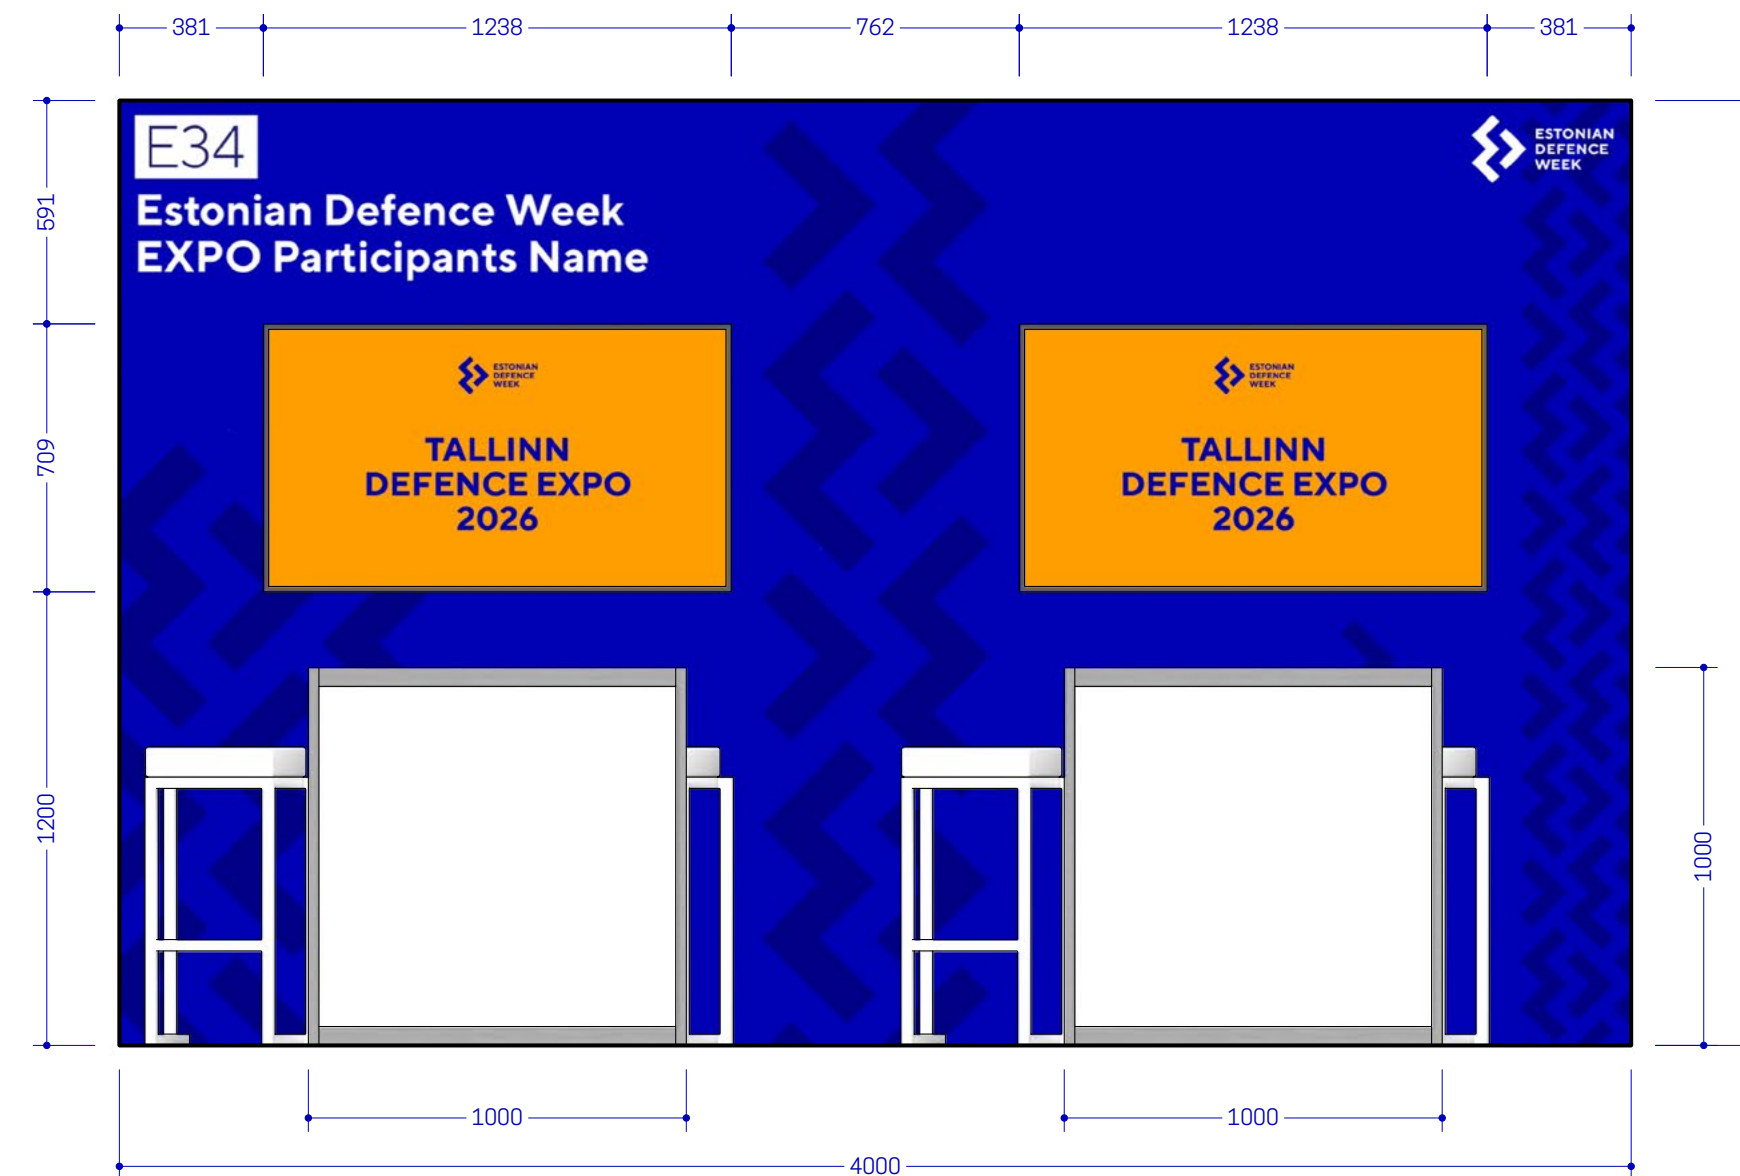 381
1238
762
1238
381
591
709
1200
E34
Estonian Defence Week
EXPO Participants Name
ESTONIAN
DEFENCE
WEEK
ESTONIAN
DEFENCE
WEEK
TALLINN
DEFENCE EXPO
2026
ESTONIAN
DEFENCE
WEEK
TALLINN
DEFENCE EXPO
2026
1000
1000
1000
4000